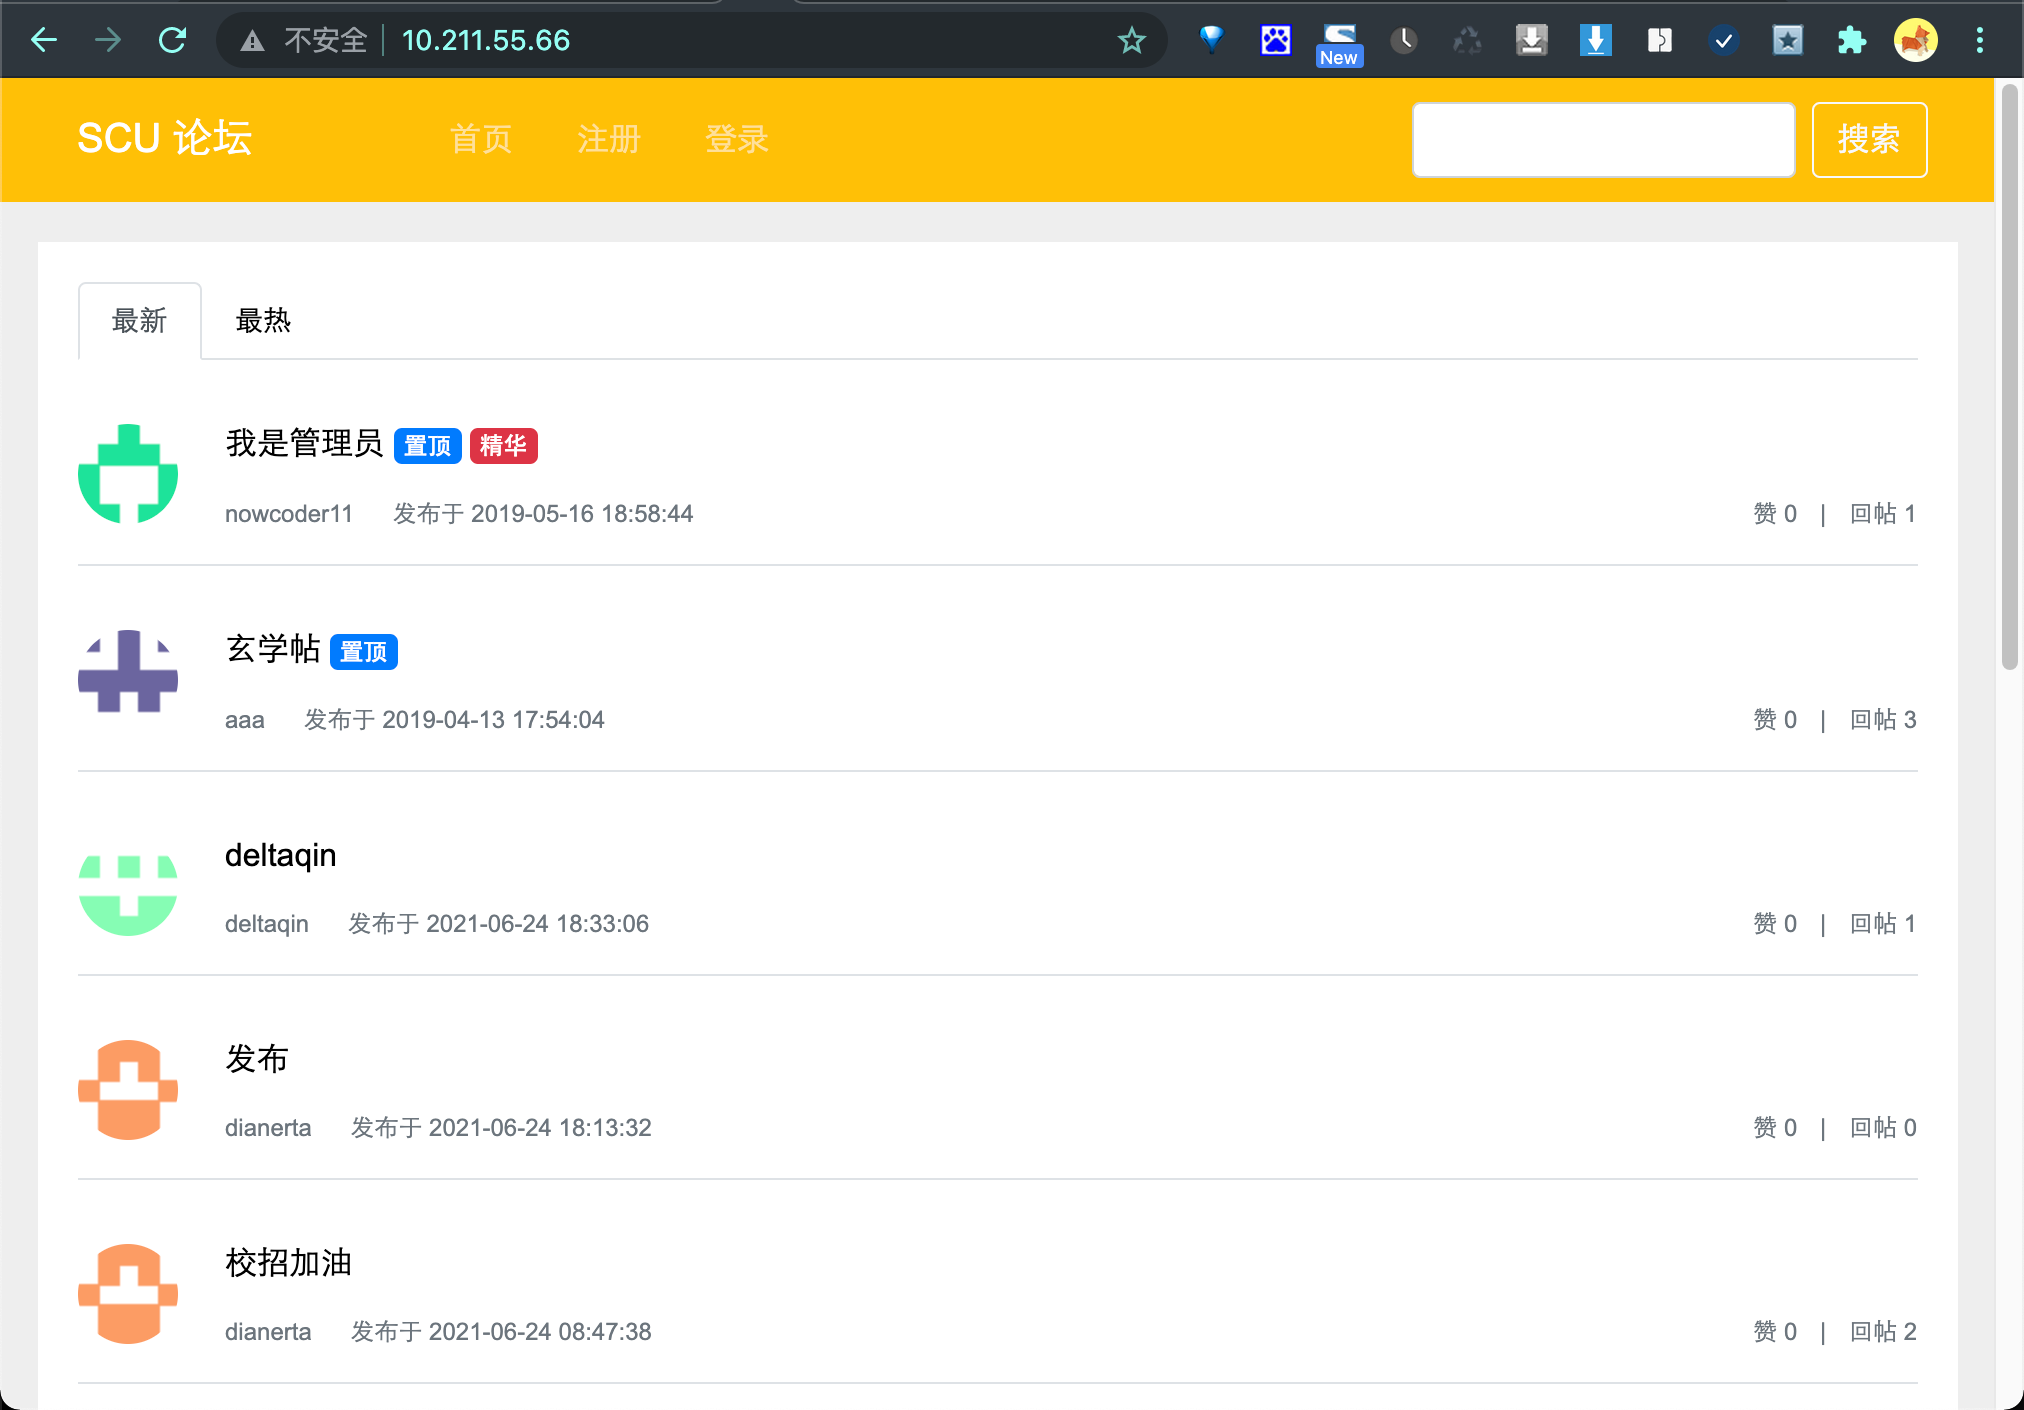 不安全 10.211.55.66
New
SCU 论坛 首页 注册 登录 搜索
最新 最热
我是管理员 置顶 精华
nowcoder11 发布于 2019-05-16 18:58:44 赞 0 | 回帖 1
玄学帖 置顶
aaa 发布于 2019-04-13 17:54:04 赞 0 | 回帖 3
deltaqin
deltaqin 发布于 2021-06-24 18:33:06 赞 0 | 回帖 1
发布
dianerta 发布于 2021-06-24 18:13:32 赞 0 | 回帖 0
校招加油
dianerta 发布于 2021-06-24 08:47:38 赞 0 | 回帖 2